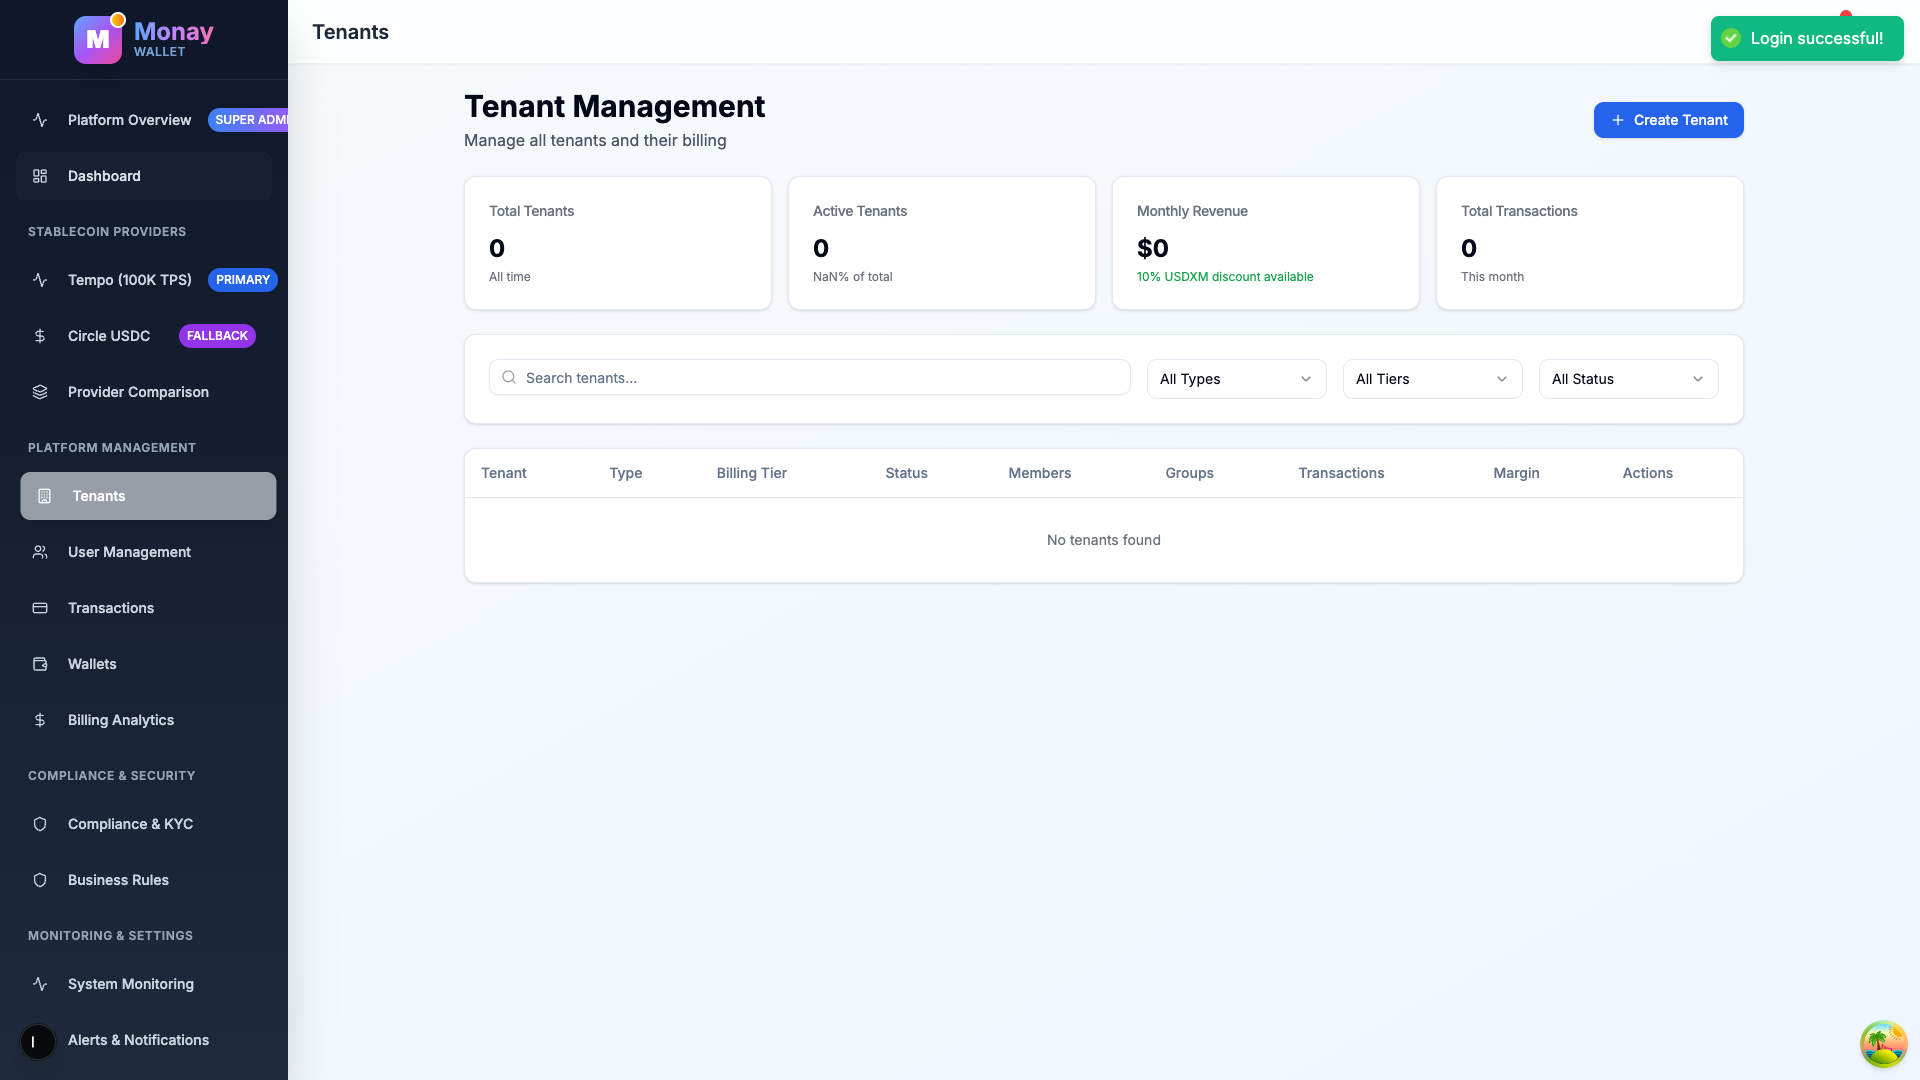 M
Monay
WALLET
Platform Overview
SUPER ADMI
Dashboard
STABLECOIN PROVIDERS
Tempo (100K TPS)
PRIMARY
Circle USDC
FALLBACK
Provider Comparison
PLATFORM MANAGEMENT
Tenants
User Management
Transactions
Wallets
Billing Analytics
COMPLIANCE & SECURITY
Compliance & KYC
Business Rules
MONITORING & SETTINGS
System Monitoring
Alerts & Notifications
Tenants
Login successful!
Tenant Management
Manage all tenants and their billing
Create Tenant
Total Tenants
0
All time
Active Tenants
0
NaN% of total
Monthly Revenue
$0
10% USDXM discount available
Total Transactions
0
This month
Search tenants...
All Types
All Tiers
All Status
Tenant Type Billing Tier Status Members Groups Transactions Margin Actions
No tenants found